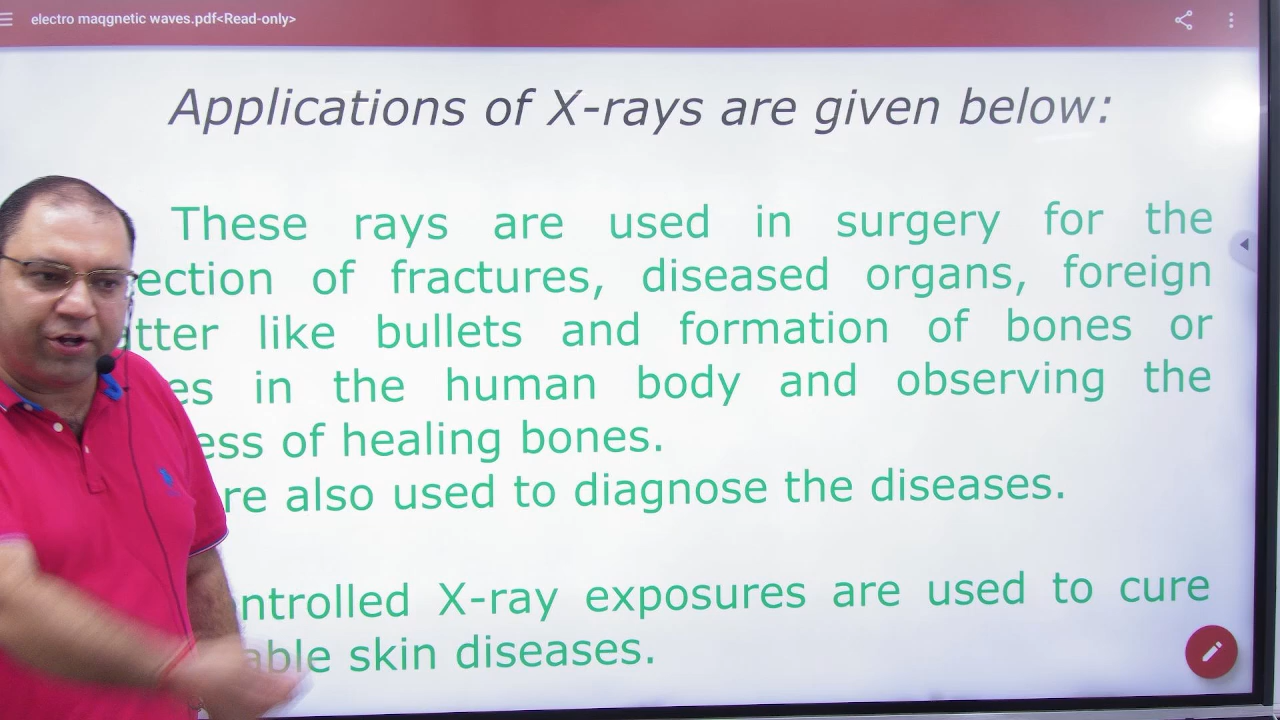 electro maqgnetic waves.pdf<Read-only>
Applications of X-rays are given below:
These rays are used in surgery for the
ection of fractures, diseased organs, foreign
tter like bullets and formation of bones or
es in the human body and observing the
ess of healing bones.
re also used to diagnose the diseases.
ntrolled X-ray exposures are used to cure
able skin diseases.